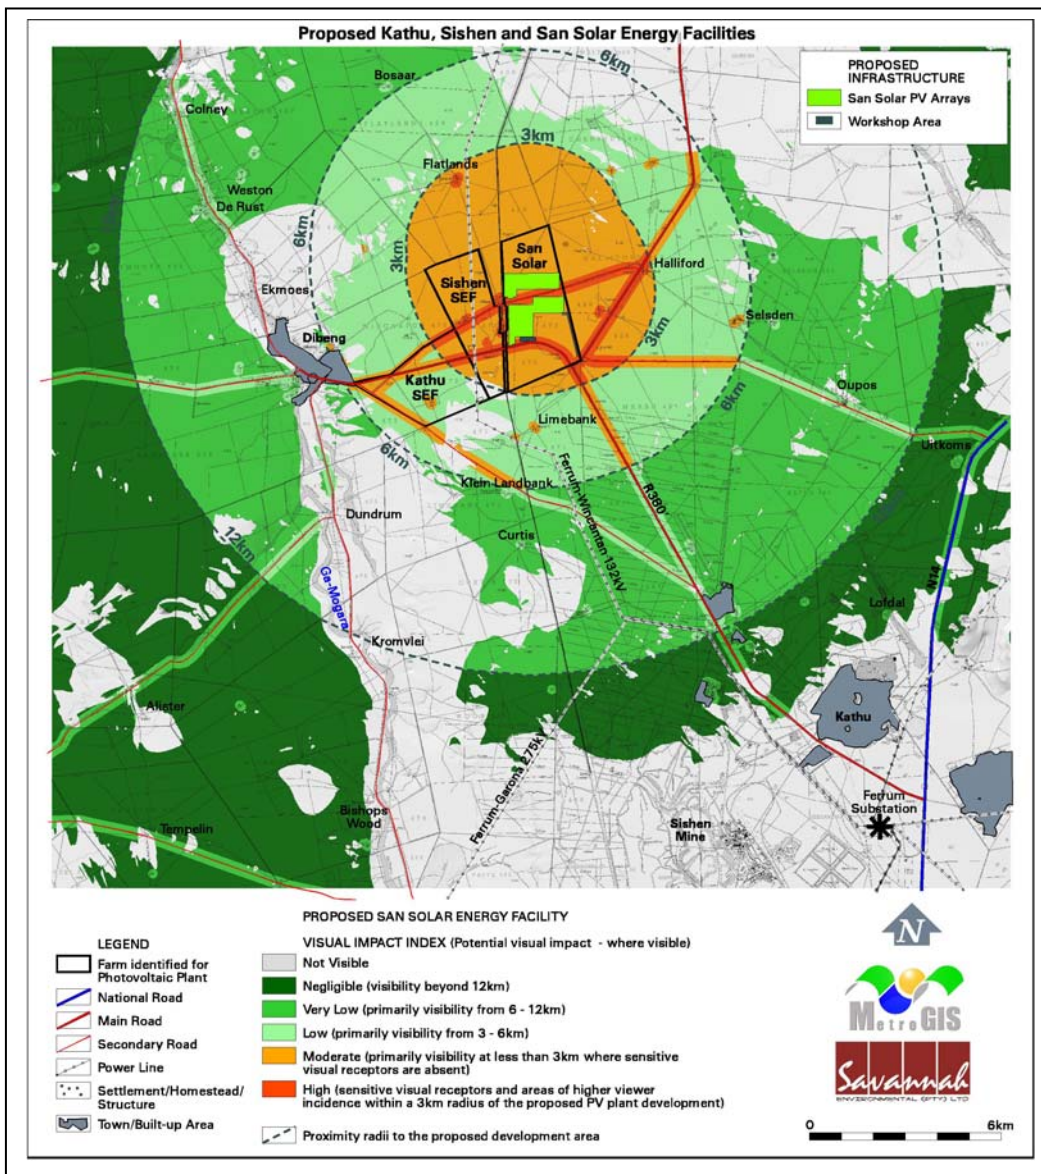 Proposed Kathu, Sishen and San Solar Energy Facilities
PROPOSED
INFRASTRUCTURE
San Solar PV Arrays
Workshop Area
6km
Bosaar
Colney
3km
Flatlands
Weston
De Rust
6km
3km
San
Solar
Halliford
Sishen
SEF
Ekmoes
Selsden
3km
Dibeng
Kathu
SEF
6km
Oupos
Limebank
Uitkoms
6km
Klein Landbank
R380
Ferrum-Wincanton 132kV
Dundrum
12km
Curtis
Ga-Mogara
N14
Lofdal
Kromvlei
Alister
Kathu
Ferrum-Garona 275kV
Ferrum
Substation
Bishops
Wood
Tempelin
Sishen
Mine
PROPOSED SAN SOLAR ENERGY FACILITY
LEGEND
Farm identified for
Photovoltaic Plant
National Road
Main Road
Secondary Road
Power Line
Settlement/Homestead/
Structure
Town/Built-up Area
VISUAL IMPACT INDEX (Potential visual impact - where visible)
Not Visible
Negligible (visibility beyond 12km)
Very Low (primarily visibility from 6 - 12km)
Low (primarily visibility from 3 - 6km)
Moderate (primarily visibility at less than 3km where sensitive
visual receptors are absent)
High (sensitive visual receptors and areas of higher viewer
incidence within a 3km radius of the proposed PV plant development)
Proximity radii to the proposed development area
N
MetroGIS
Savannah
ENVIRONMENTAL (PTY) LTD
0 6km